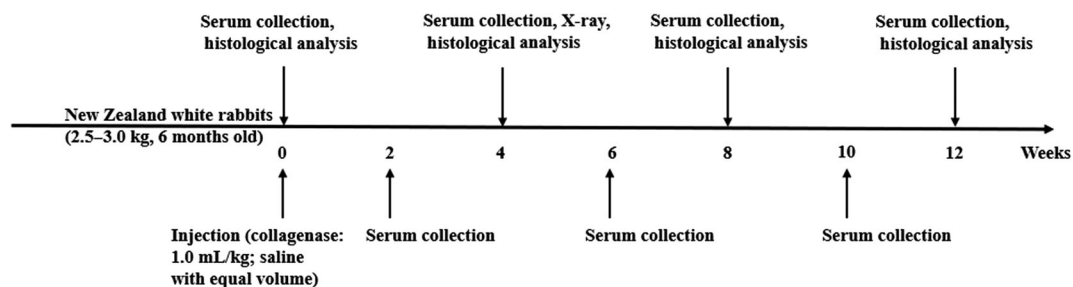 Serum collection,
histological analysis
Serum collection, X-ray,
histological analysis
Serum collection,
histological analysis
Serum collection,
histological analysis
New Zealand white rabbits
(2.5–3.0 kg, 6 months old)
0
2
4
6
8
10
12
Weeks
Injection (collagenase:
1.0 mL/kg; saline
with equal volume)
Serum collection
Serum collection
Serum collection